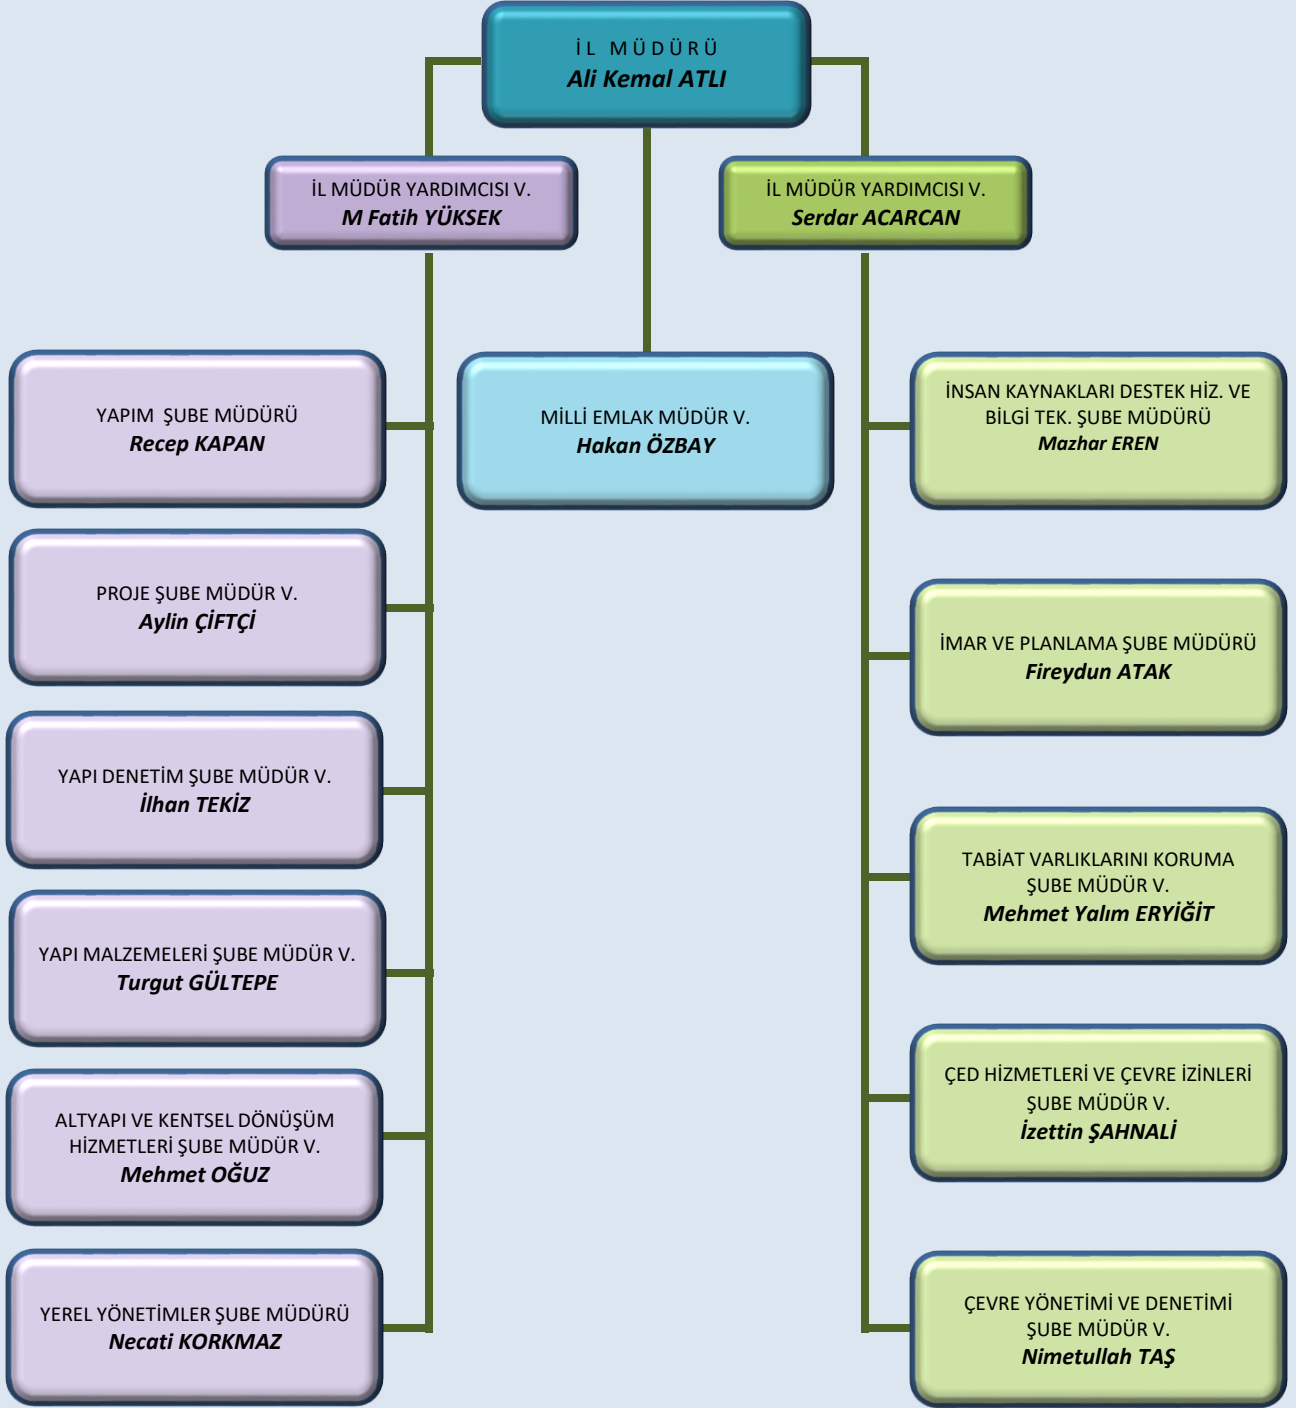 İL MÜDÜRÜ
Ali Kemal ATLI
İL MÜDÜR YARDIMCISI V.
M Fatih YÜKSEK
İL MÜDÜR YARDIMCISI V.
Serdar ACARCAN
YAPIM ŞUBE MÜDÜRÜ
Recep KAPAN
PROJE ŞUBE MÜDÜR V.
Aylin ÇİFTÇİ
YAPI DENETİM ŞUBE MÜDÜR V.
İlhan TEKİZ
YAPI MALZEMELERİ ŞUBE MÜDÜR V.
Turgut GÜLTEPE
ALTYAPI VE KENTSEL DÖNÜŞÜM
HİZMETLERİ ŞUBE MÜDÜR V.
Mehmet OĞUZ
YEREL YÖNETİMLER ŞUBE MÜDÜRÜ
Necati KORKMAZ
MİLLİ EMLAK MÜDÜR V.
Hakan ÖZBAY
İNSAN KAYNAKLARI DESTEK HİZ. VE
BİLGİ TEK. ŞUBE MÜDÜRÜ
Mazhar EREN
İMAR VE PLANLAMA ŞUBE MÜDÜRÜ
Fireydun ATAK
TABİAT VARLIKLARINI KORUMA
ŞUBE MÜDÜR V.
Mehmet Yalım ERYİĞİT
ÇED HİZMETLERİ VE ÇEVRE İZİNLERİ
ŞUBE MÜDÜR V.
İzettin ŞAHNALİ
ÇEVRE YÖNETİMİ VE DENETİMİ
ŞUBE MÜDÜR V.
Nimetullah TAŞ